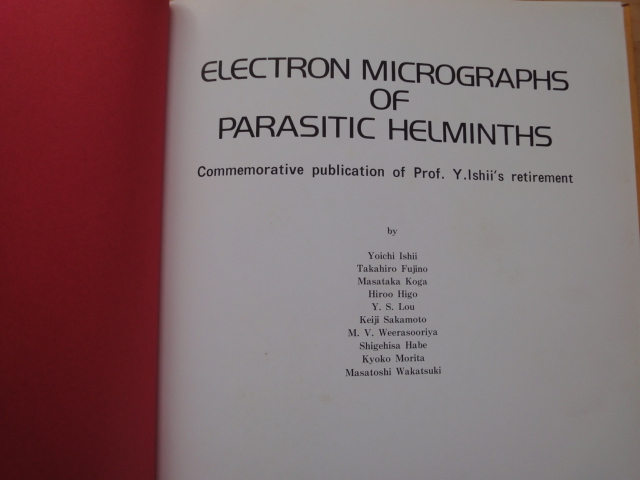 ELECTRON MICROGRAPHS
OF
PARASITIC HELMINTHS
Commemorative publication of Prof. Y.Ishii's retirement
by
Yoichi Ishii
Takahiro Fujino
Masataka Koga
Hiroo Higo
Y. S. Lou
Keiji Sakamoto
M. V. Weerasooriya
Shigehisa Habe
Kyoko Morita
Masatoshi Wakatsuki